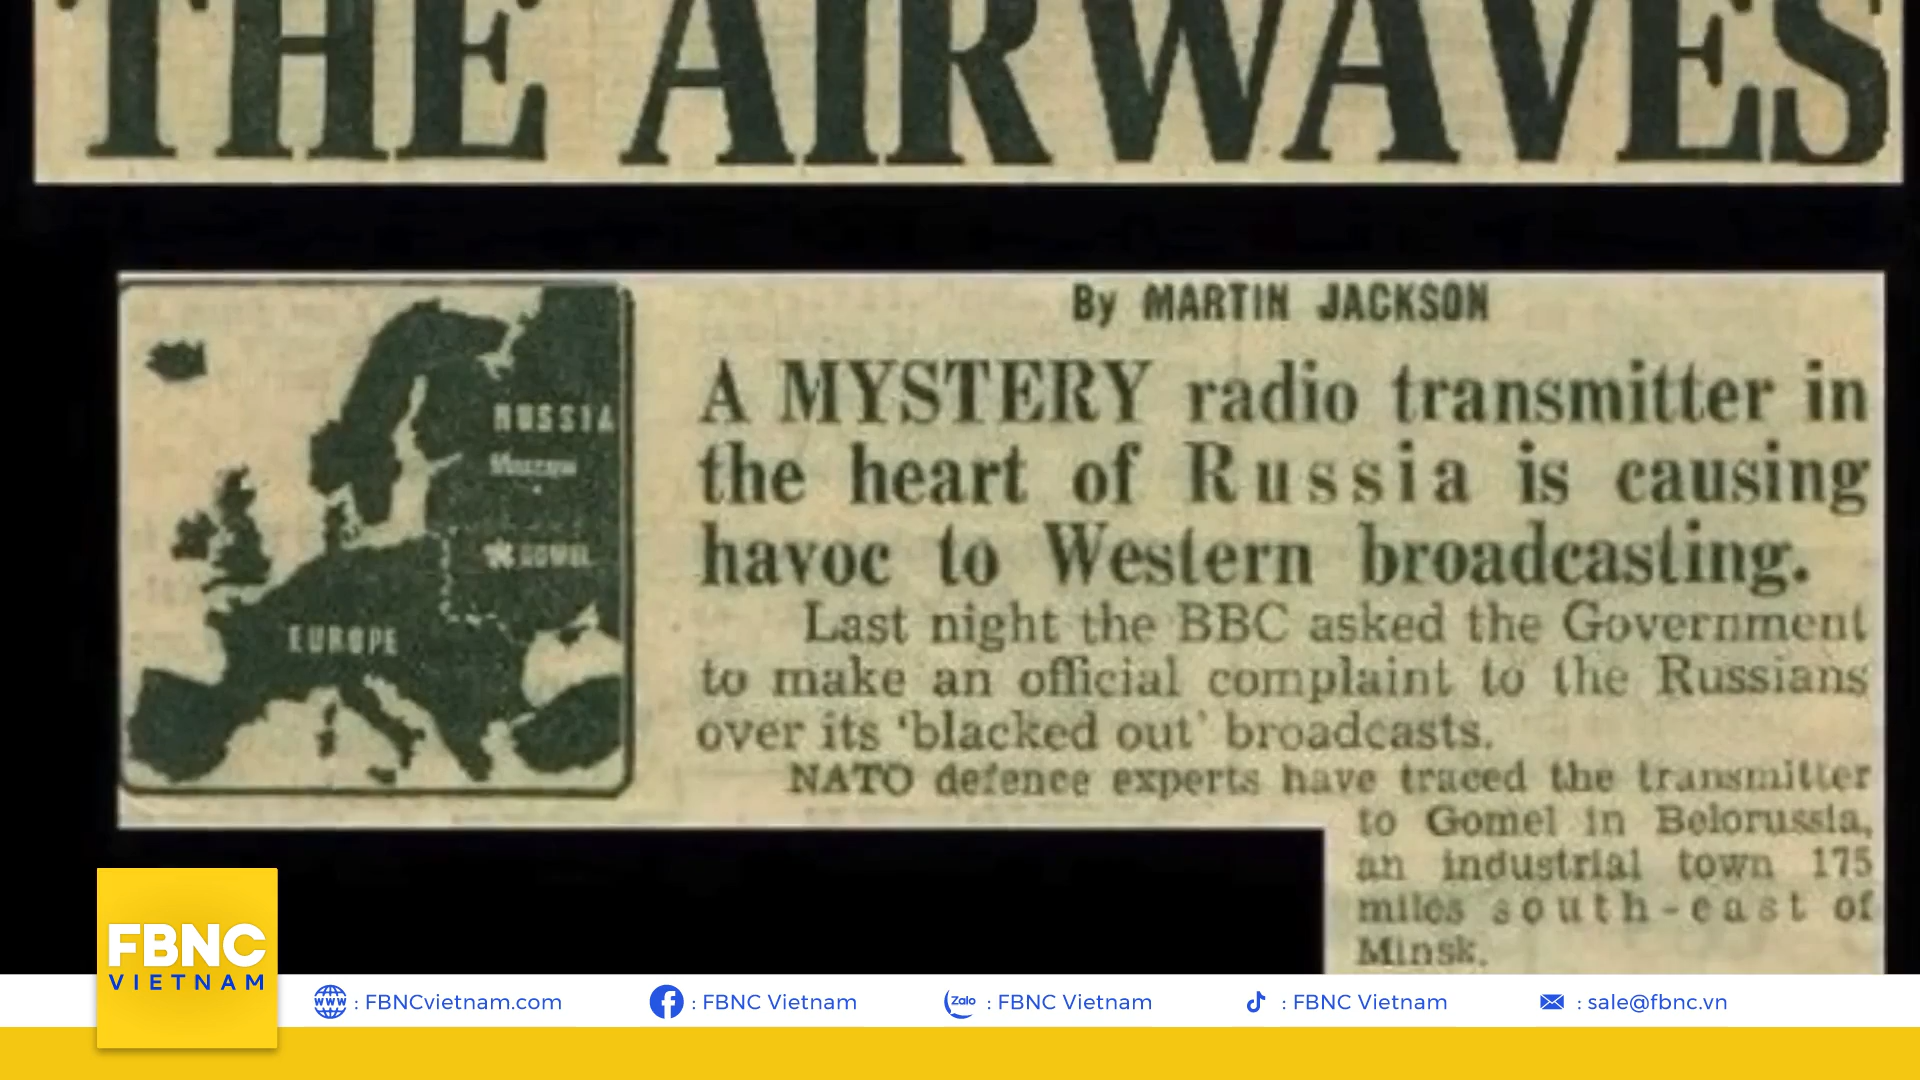 THE AIRWAVES
By MARTIN JACKSON
A MYSTERY radio transmitter in
the heart of Russia is causing
havoc to Western broadcasting.
Last night the BBC asked the Government
to make an official complaint to the Russians
over its ‘blacked out’ broadcasts.
NATO defence experts have traced the transmitter
to Gomel in Belorussia,
an industrial town 175
miles south-east of
Minsk.
RUSSIA
Moscow
GOMEL
EUROPE
FBNC
VIETNAM
www : FBNCvietnam.com
: FBNC Vietnam
Zalo : FBNC Vietnam
: FBNC Vietnam
: sale@fbnc.vn